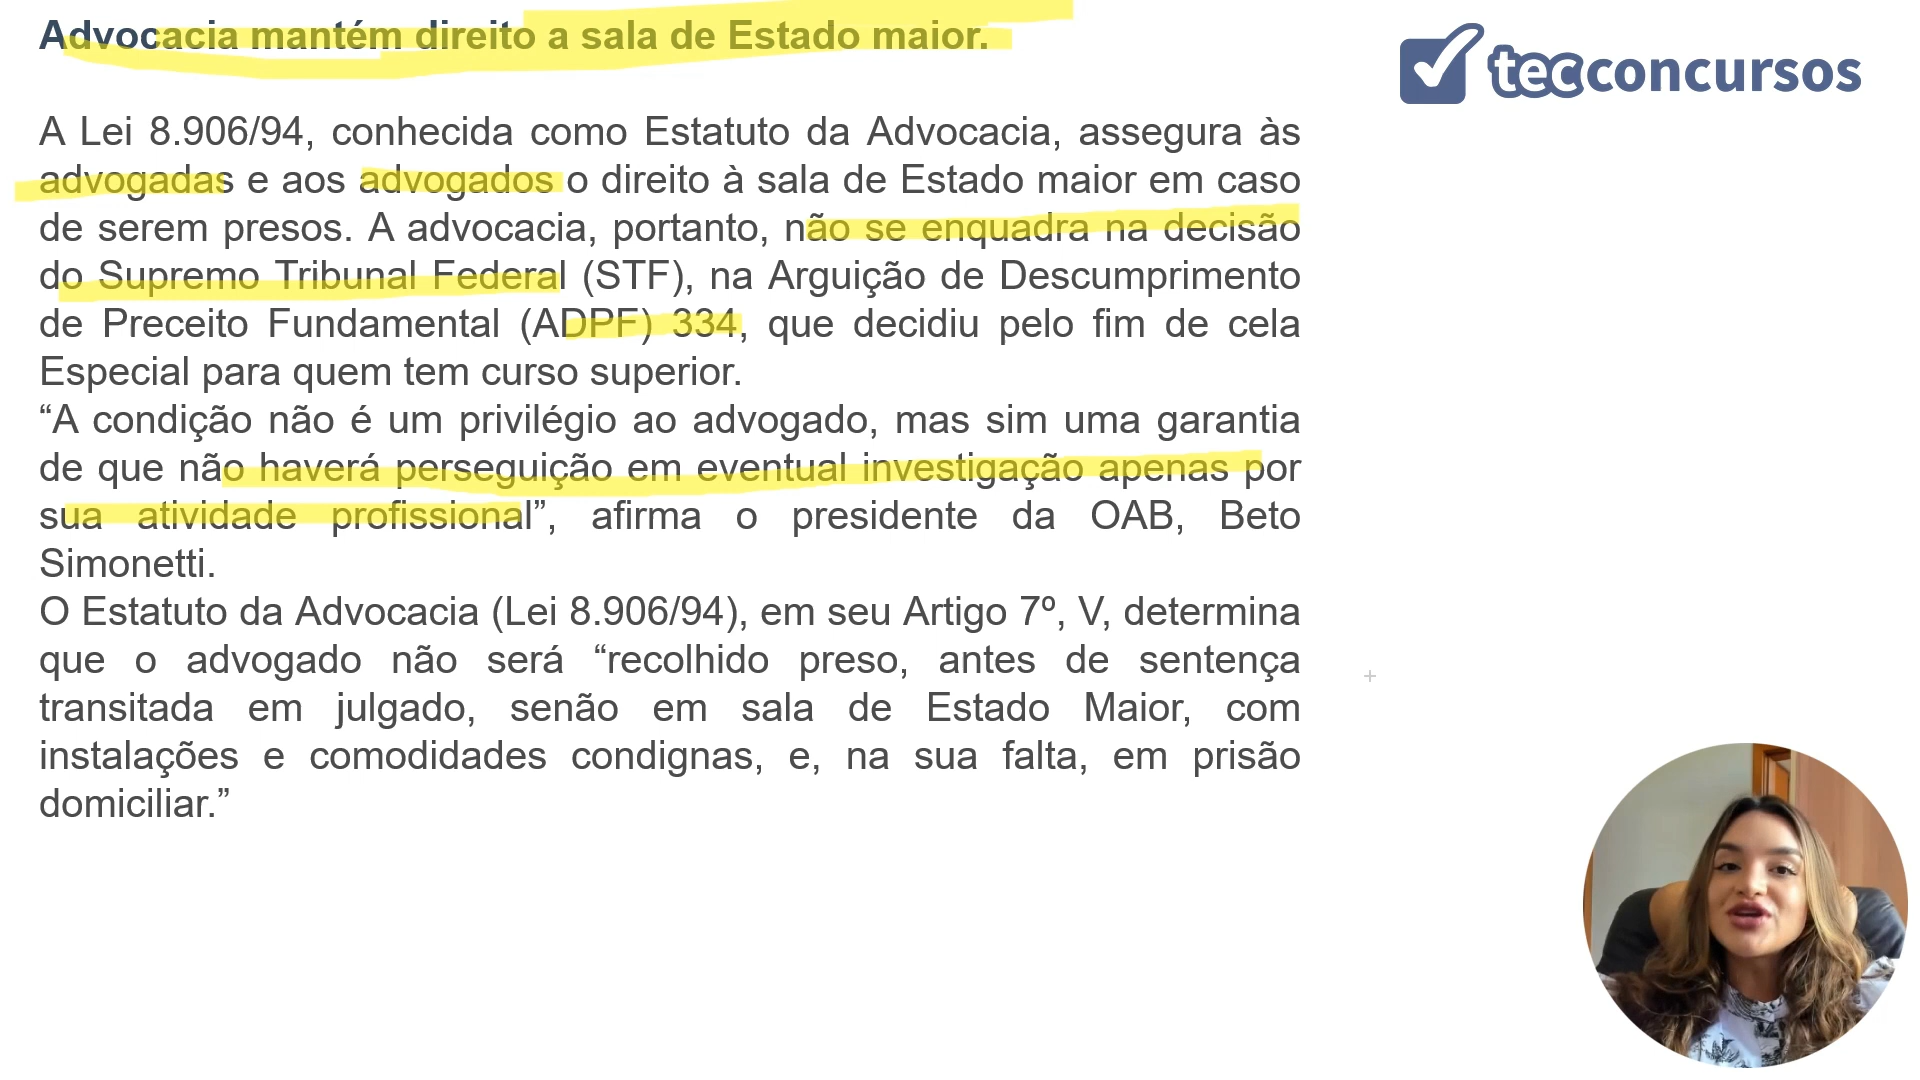 Advocacia mantém direito a sala de Estado maior.
tecconcursos
A Lei 8.906/94, conhecida como Estatuto da Advocacia, assegura às
advogadas e aos advogados o direito à sala de Estado maior em caso
de serem presos. A advocacia, portanto, não se enquadra na decisão
do Supremo Tribunal Federal (STF), na Arguição de Descumprimento
de Preceito Fundamental (ADPF) 334, que decidiu pelo fim de cela
Especial para quem tem curso superior.
“A condição não é um privilégio ao advogado, mas sim uma garantia
de que não haverá perseguição em eventual investigação apenas por
sua atividade profissional”, afirma o presidente da OAB, Beto
Simonetti.
O Estatuto da Advocacia (Lei 8.906/94), em seu Artigo 7º, V, determina
que o advogado não será “recolhido preso, antes de sentença
transitada em julgado, senão em sala de Estado Maior, com
instalações e comodidades condignas, e, na sua falta, em prisão
domiciliar.”